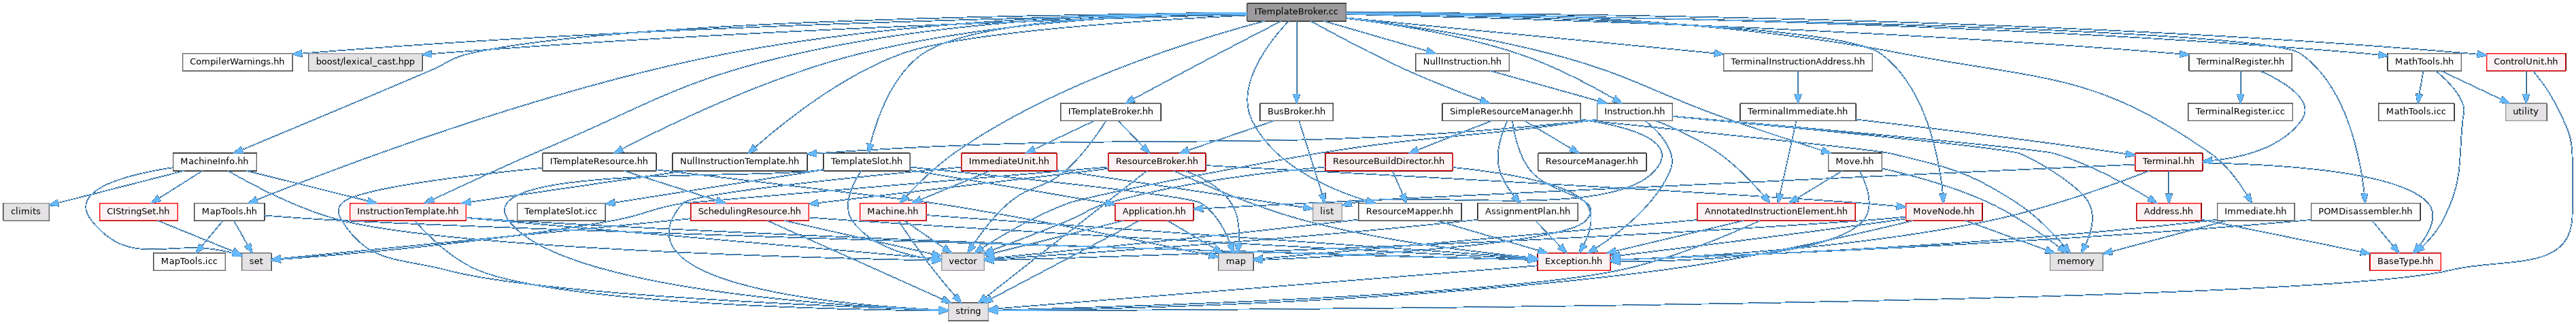 ITemplateBroker.cc
CompilerWarnings.hh
boost/lexical_cast.hpp
NullInstruction.hh
TerminalInstructionAddress.hh
TerminalRegister.hh
MathTools.hh
ControlUnit.hh
ITemplateBroker.hh
BusBroker.hh
SimpleResourceManager.hh
Instruction.hh
TerminalImmediate.hh
TerminalRegister.icc
MathTools.icc
utility
MachineInfo.hh
ITemplateResource.hh
NullInstructionTemplate.hh
TemplateSlot.hh
ImmediateUnit.hh
ResourceBroker.hh
ResourceBuildDirector.hh
ResourceManager.hh
Move.hh
Terminal.hh
climits
CIStringSet.hh
MapTools.hh
InstructionTemplate.hh
TemplateSlot.icc
SchedulingResource.hh
Machine.hh
Application.hh
list
ResourceMapper.hh
AssignmentPlan.hh
AnnotatedInstructionElement.hh
MoveNode.hh
Address.hh
Immediate.hh
POMDisassembler.hh
MapTools.icc
set
vector
map
Exception.hh
memory
BaseType.hh
string